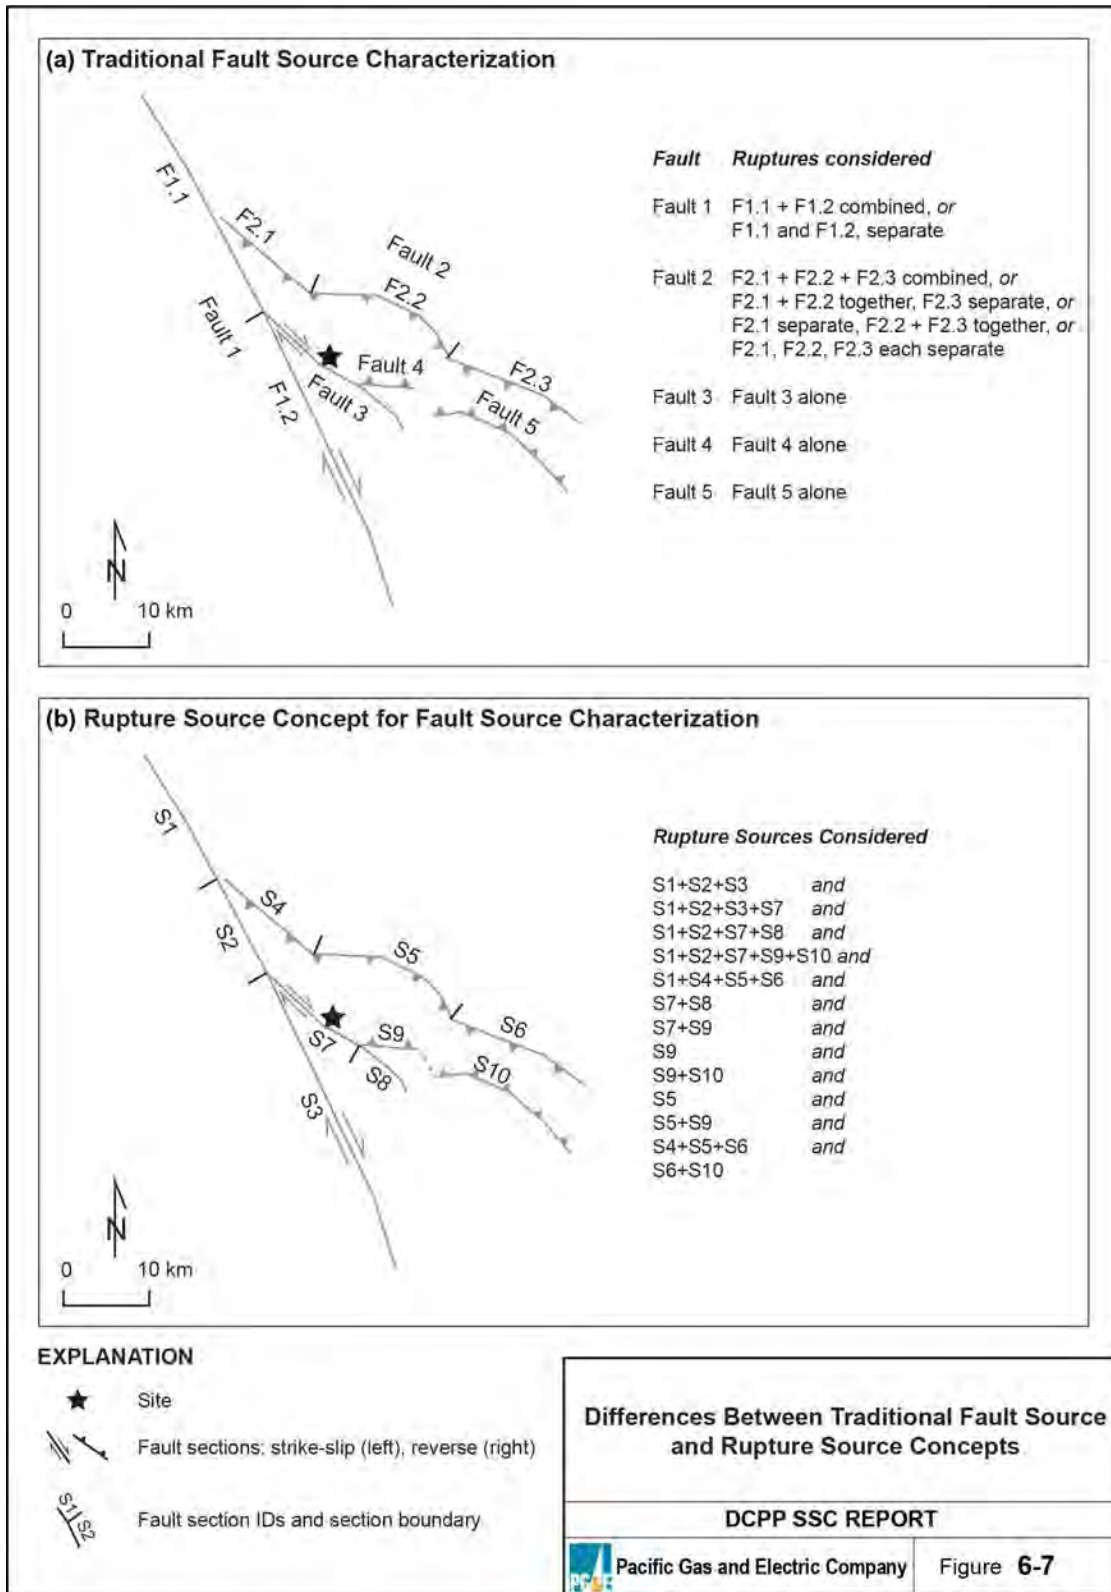 (a) Traditional Fault Source Characterization
F1.1
F2.1
Fault 2
F2.2
Fault 1
Fault 4
F2.3
F1.2
Fault 3
Fault 5
N
0 10 km
Fault Ruptures considered
Fault 1 F1.1 + F1.2 combined, or
F1.1 and F1.2, separate
Fault 2 F2.1 + F2.2 + F2.3 combined, or
F2.1 + F2.2 together, F2.3 separate, or
F2.1 separate, F2.2 + F2.3 together, or
F2.1, F2.2, F2.3 each separate
Fault 3 Fault 3 alone
Fault 4 Fault 4 alone
Fault 5 Fault 5 alone
(b) Rupture Source Concept for Fault Source Characterization
S1
S4
S2
S5
S6
S7
S9
S8
S10
S3
N
0 10 km
Rupture Sources Considered
S1+S2+S3 and
S1+S2+S3+S7 and
S1+S2+S7+S8 and
S1+S2+S7+S9+S10 and
S1+S4+S5+S6 and
S7+S8 and
S7+S9 and
S9 and
S9+S10 and
S5 and
S5+S9 and
S4+S5+S6 and
S6+S10
EXPLANATION
Site
Fault sections: strike-slip (left), reverse (right)
S1 S2
Fault section IDs and section boundary
Differences Between Traditional Fault Source
and Rupture Source Concepts
DCPP SSC REPORT
PG&E Pacific Gas and Electric Company Figure 6-7